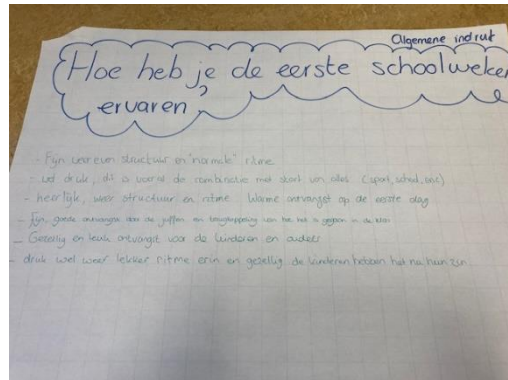 Algemene indruk
Hoe heb je de eerste schoolweken
ervaren?
- Fijn weer even structuur en "normale" ritme
- wel druk, dit is vooral de combinatie met start van alles (sport, school, enz)
- heerlijk, weer structuur en ritme Warme ontvangst op de eerste dag
- Fijn, goede ontvangst door de juffen en terugkoppeling van hoe het is gegaan in de klas
- Gezellig en leuk ontvangst voor de kinderen en ouders
- druk wel weer lekker ritme erin en gezellig de kinderen hebben het na hun zin